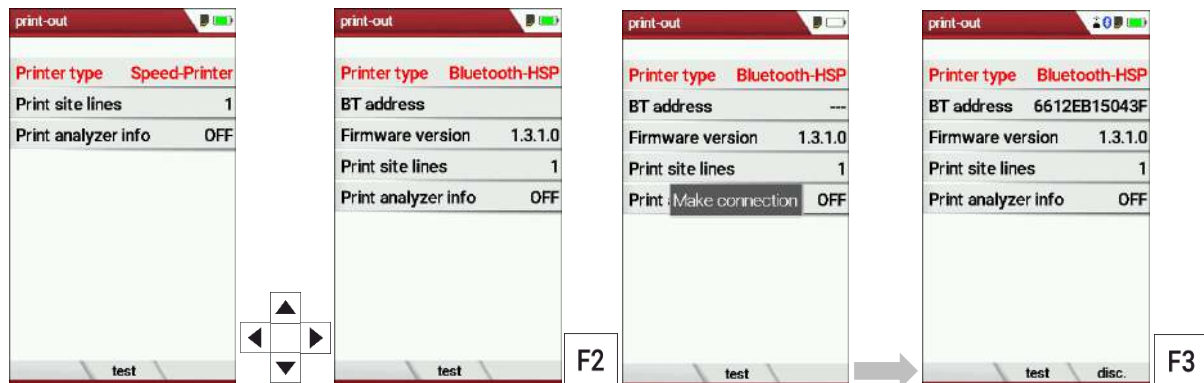 print-out
Printer type Speed-Printer
Print site lines 1
Print analyzer info OFF
test
print-out
Printer type Bluetooth-HSP
BT address
Firmware version 1.3.1.0
Print site lines 1
Print analyzer info OFF
test
F2
print-out
Printer type Bluetooth-HSP
BT address ---
Firmware version 1.3.1.0
Print site lines 1
Print Make connection OFF
test
print-out
Printer type Bluetooth-HSP
BT address 6612EB15043F
Firmware version 1.3.1.0
Print site lines 1
Print analyzer info OFF
test disc.
F3